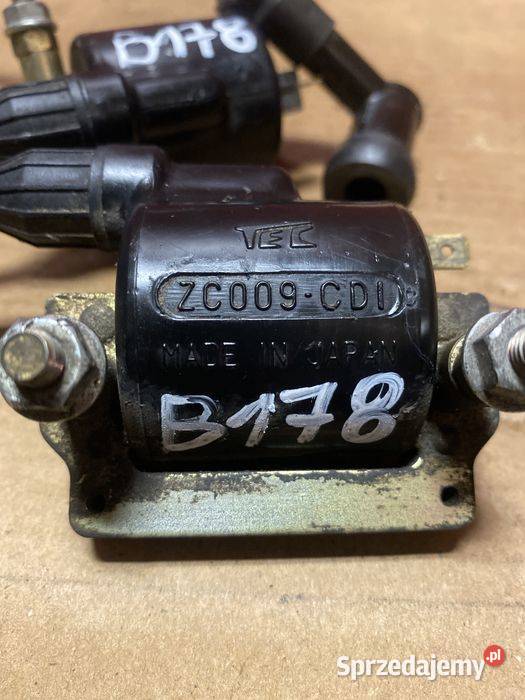 B178
TEC
ZC009-CDI
MADE IN JAPAN
B178
Sprzedajemy.pl